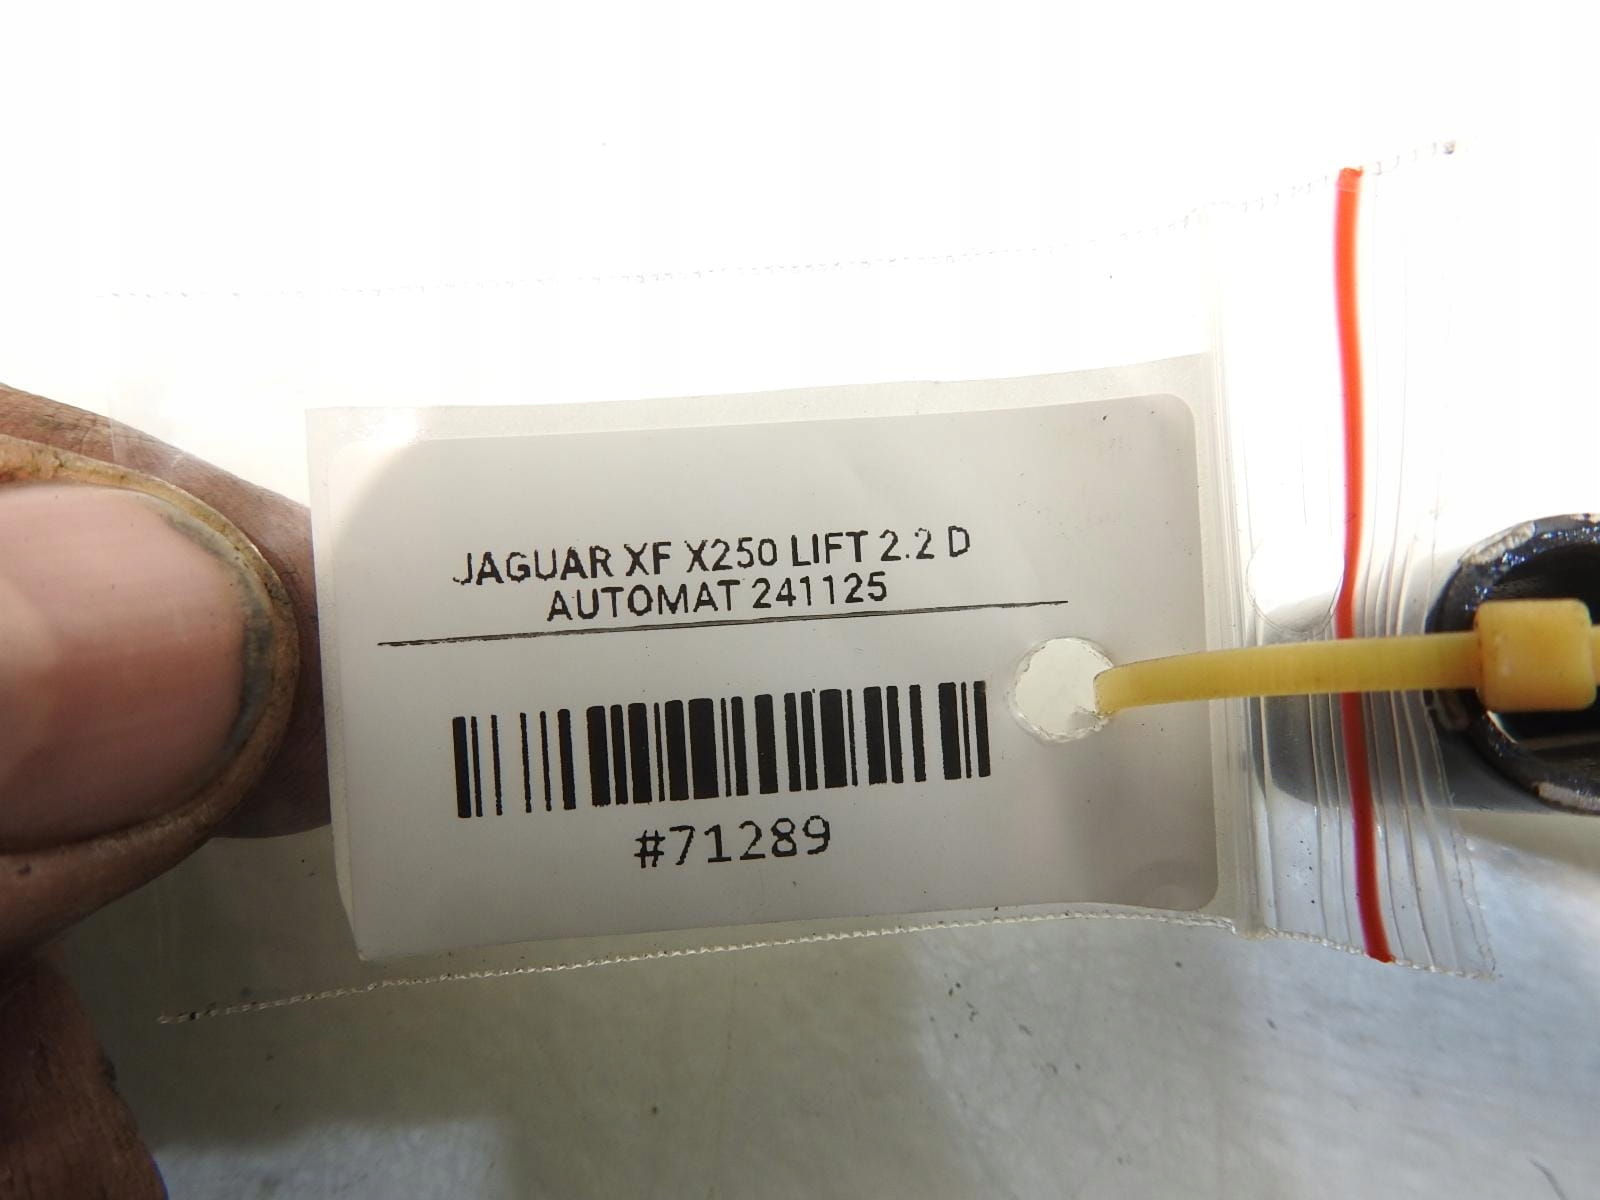 JAGUAR XF X250 LIFT 2.2 D
AUTOMAT 241125
#71289